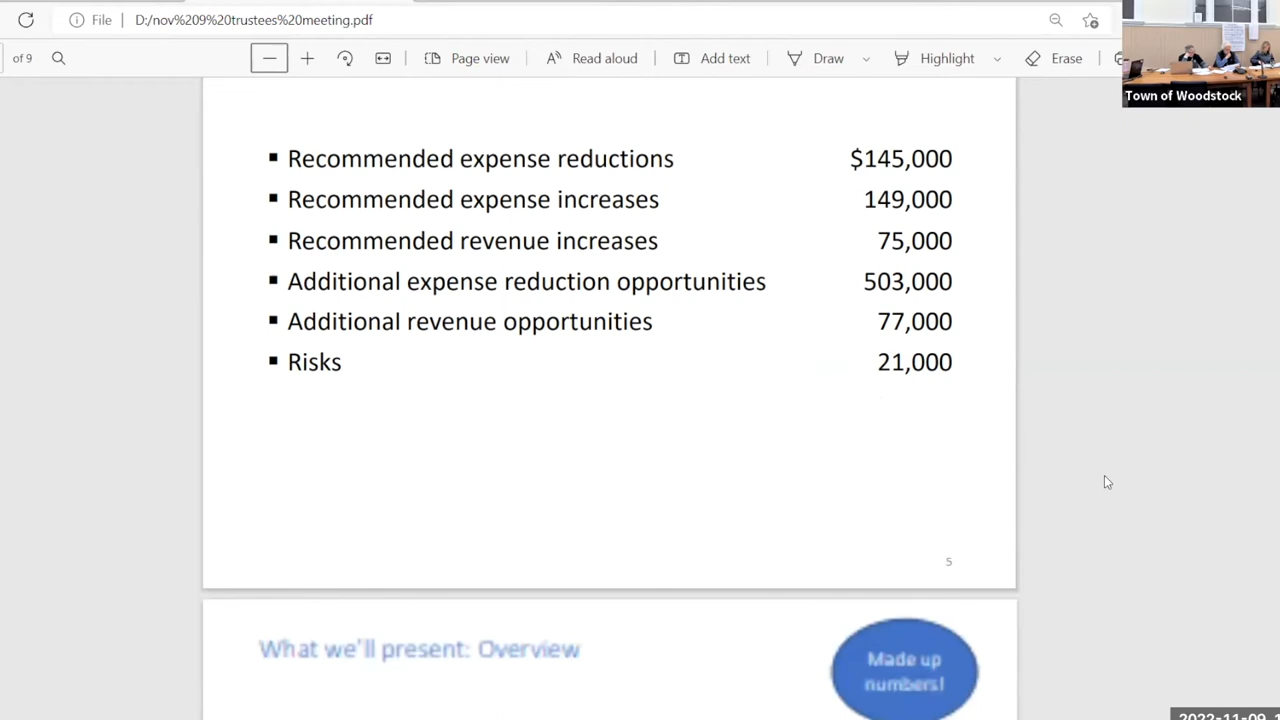 File D:/nov%209%20trustees%20meeting.pdf
of 9 Page view Read aloud Add text Draw Highlight Erase
Town of Woodstock
▪ Recommended expense reductions $145,000
▪ Recommended expense increases 149,000
▪ Recommended revenue increases 75,000
▪ Additional expense reduction opportunities 503,000
▪ Additional revenue opportunities 77,000
▪ Risks 21,000
5
What we'll present: Overview
Made up
numbers!